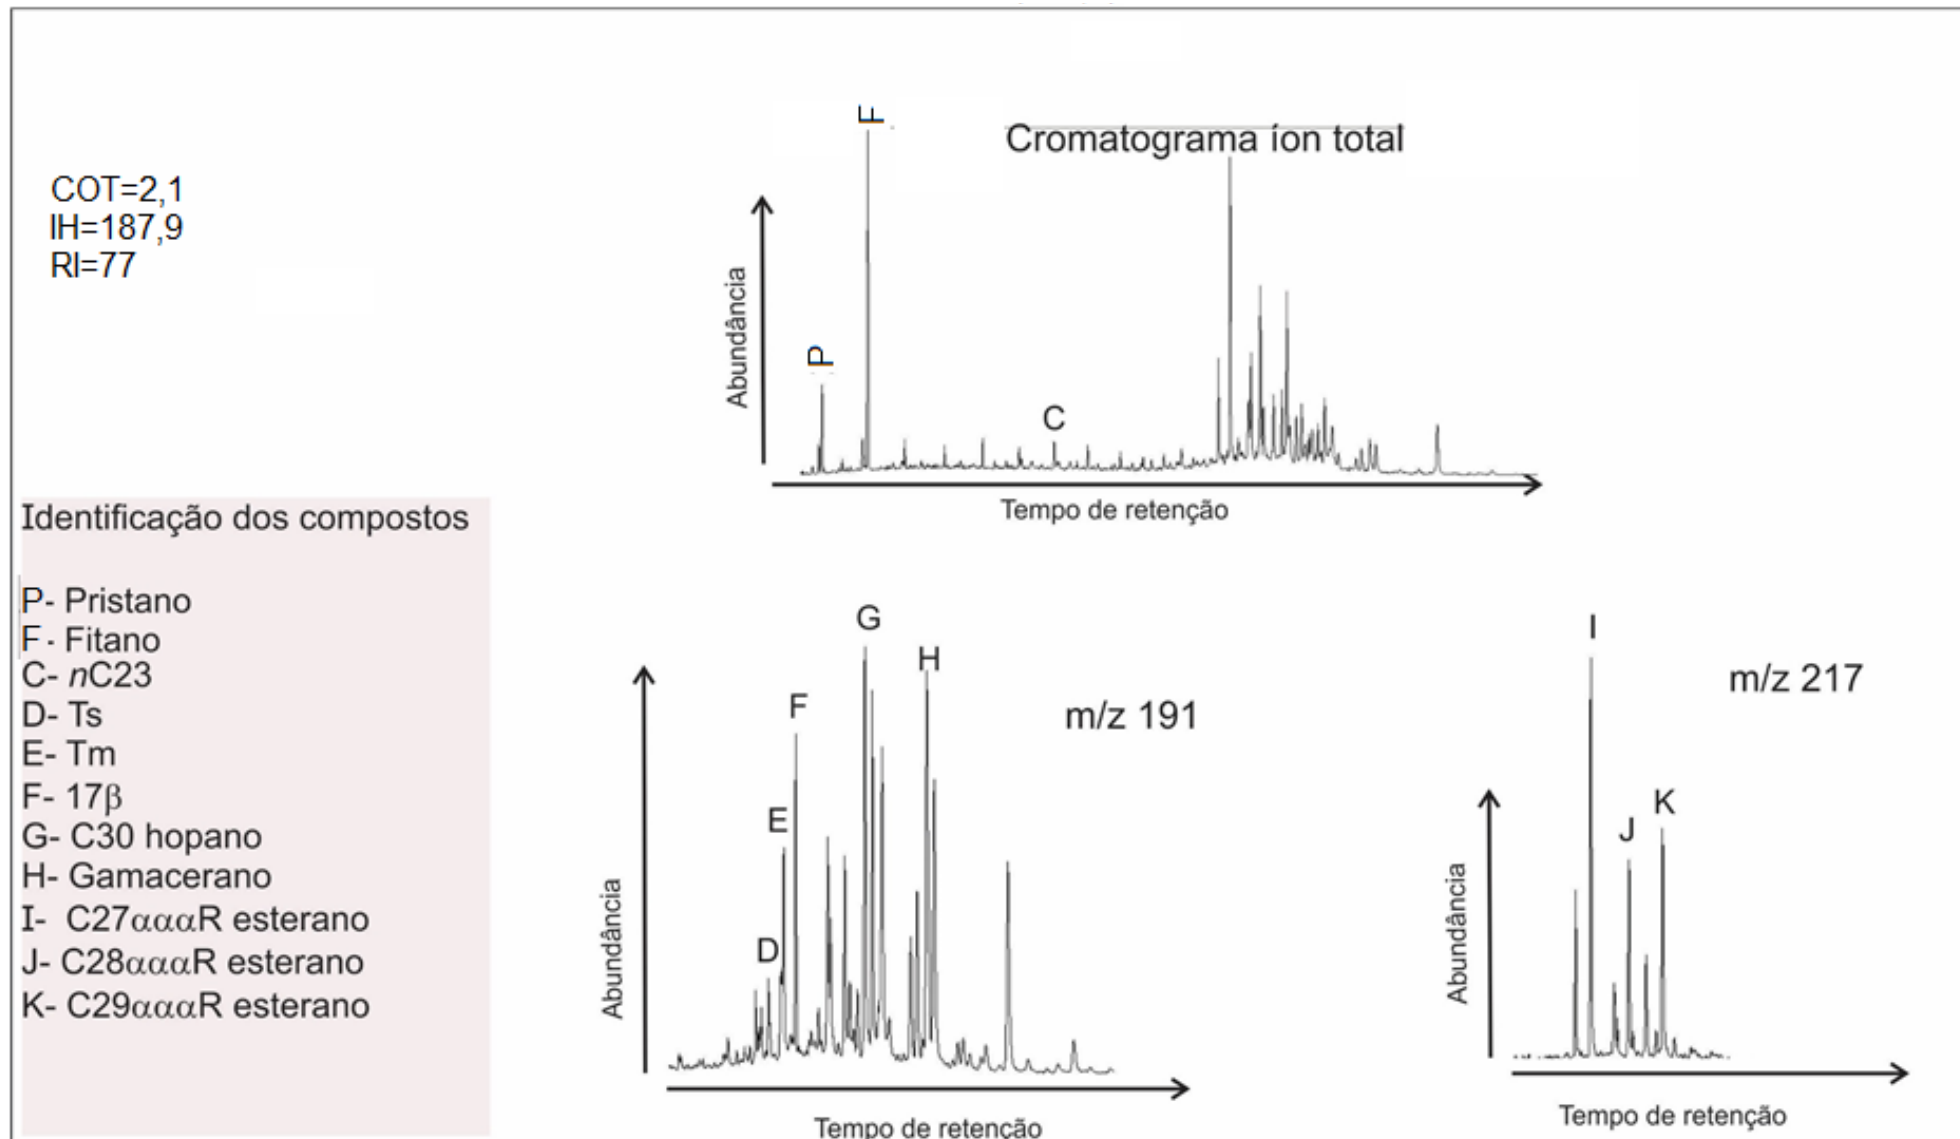 COT=2,1
IH=187,9
RI=77
Cromatograma íon total
F
P
C
Abundância
Tempo de retenção
Identificação dos compostos
P- Pristano
F - Fitano
C- nC23
D- Ts
E- Tm
F- 17β
G- C30 hopano
H- Gamacerano
I- C27αααR esterano
J- C28αααR esterano
K- C29αααR esterano
G
H
F
E
D
m/z 191
Abundância
Tempo de retenção
I
J
K
m/z 217
Abundância
Tempo de retenção